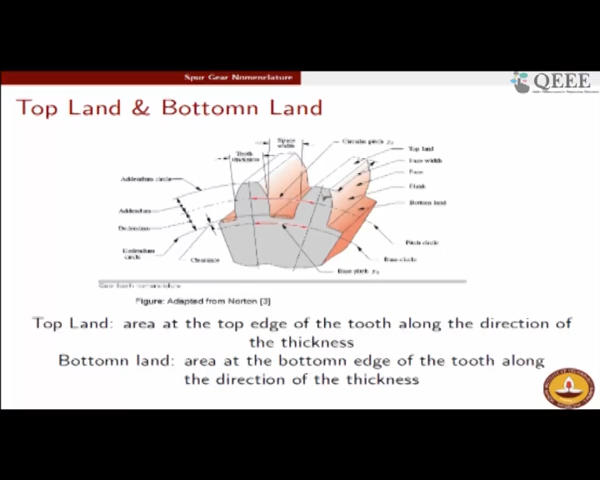 Spur Gear Nomenclature
QEEE
Top Land & Bottomn Land
Space
width
Tooth
thickness
Circular pitch
Top land
Face width
Face
Flank
Bottom land
Addendum circle
Addendum
Dedendum
Dedendum
circle
Clearance
Pitch circle
Base circle
Base pitch
Gear tooth nomenclature
Figure: Adapted from Norton [3]
Top Land: area at the top edge of the tooth along the direction of
the thickness
Bottomn land: area at the bottomn edge of the tooth along
the direction of the thickness